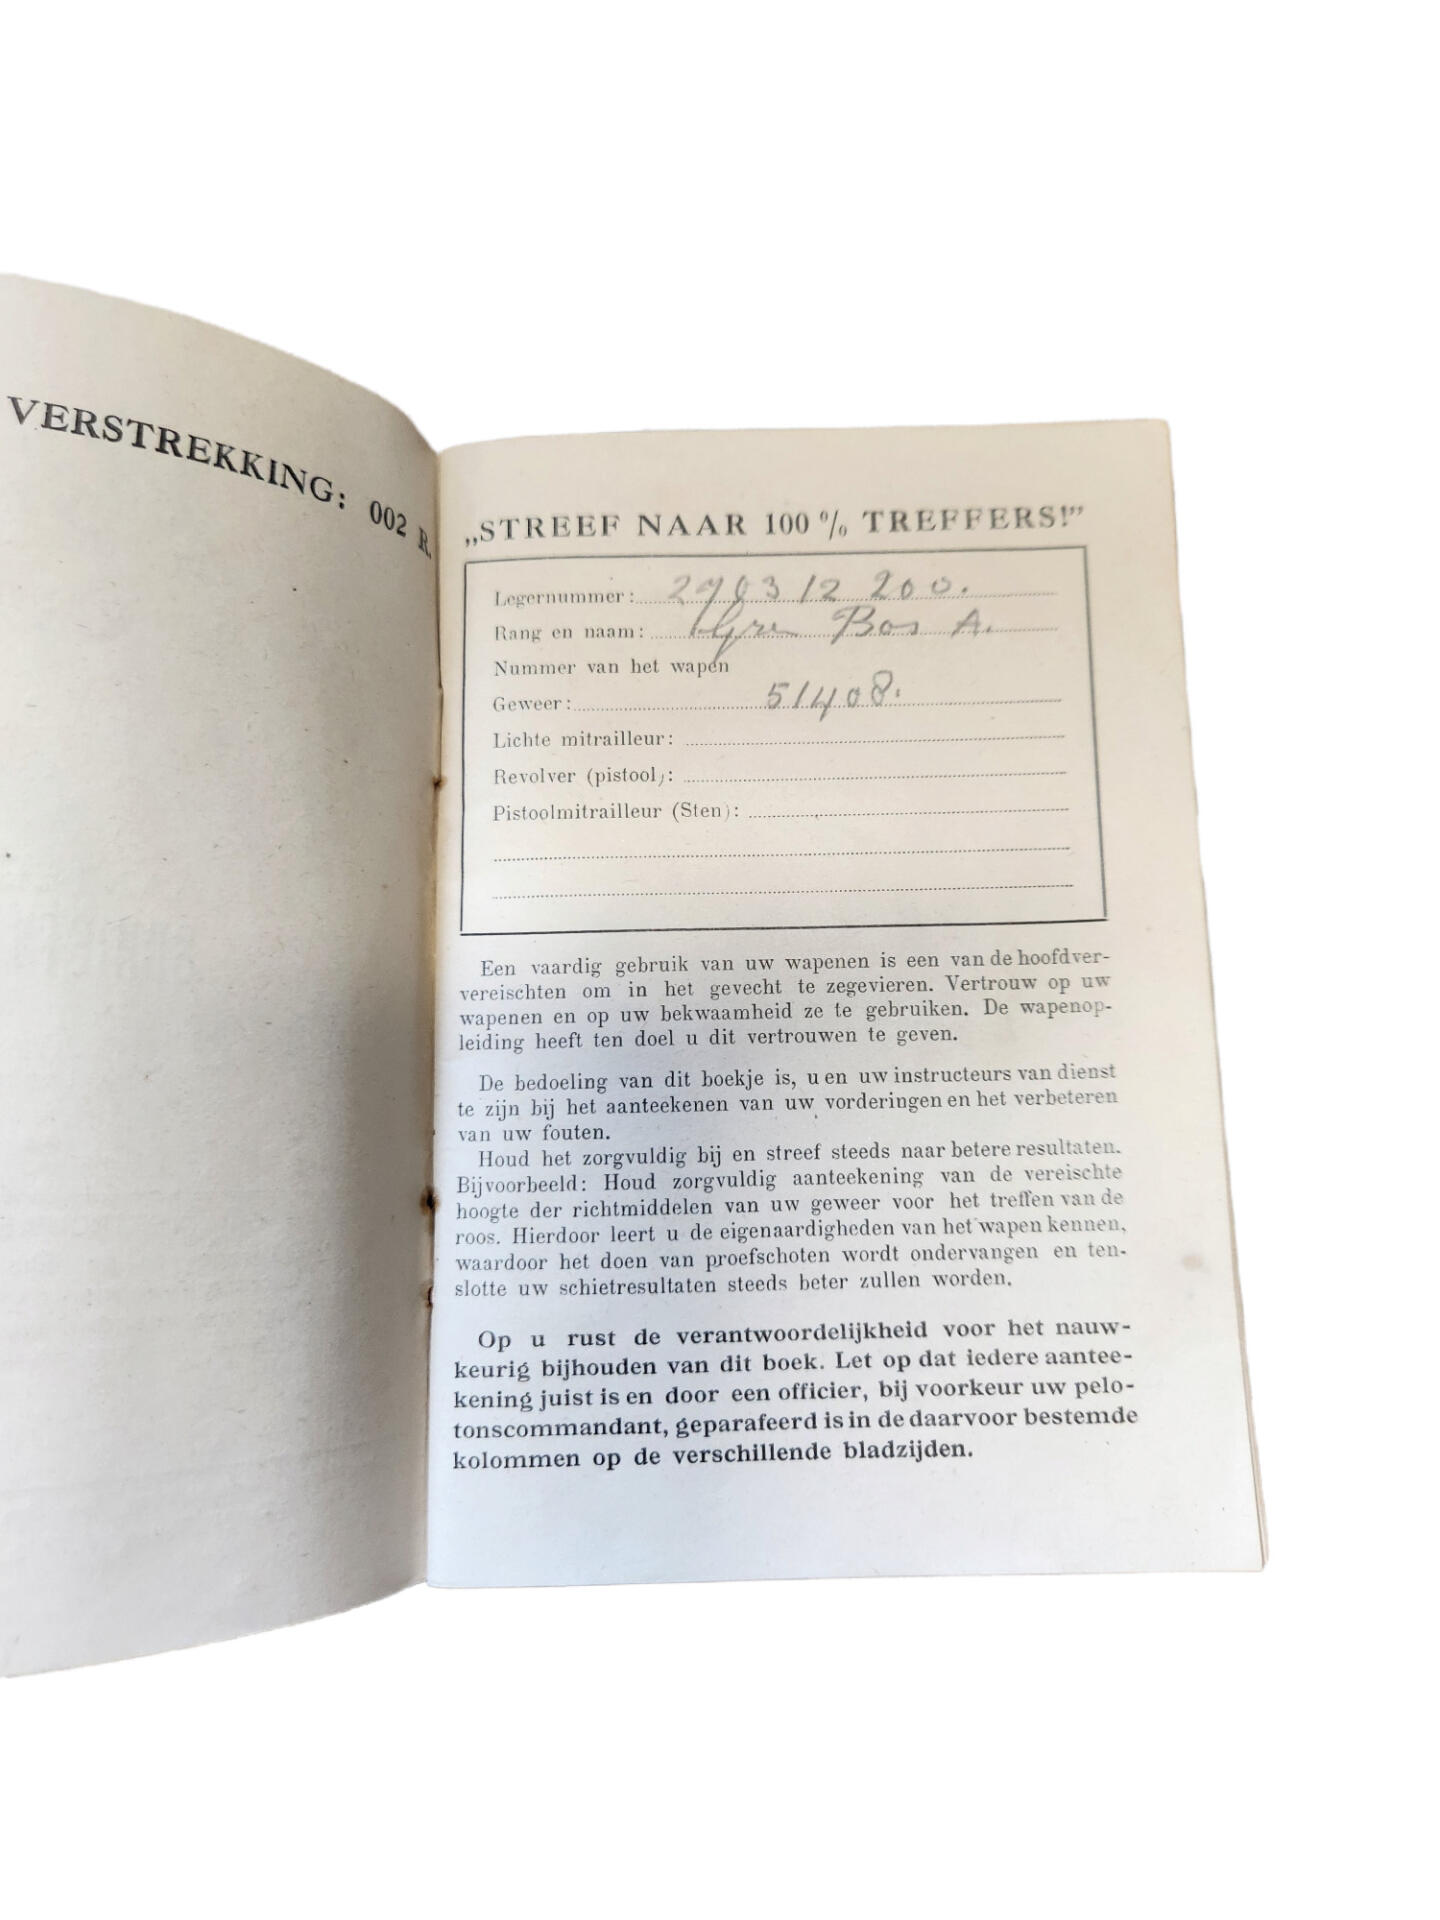 VERSTREKKING: 002 R.
„STREEF NAAR 100 % TREFFERS!”
Legernummer: 270312 200.
Rang en naam: Bos A.
Nummer van het wapen
Geweer: 51408.
Lichte mitrailleur:
Revolver (pistool):
Pistoolmitrailleur (Sten):
Een vaardig gebruik van uw wapenen is een van de hoofdver-
vereischten om in het gevecht te zegevieren. Vertrouw op uw
wapenen en op uw bekwaamheid ze te gebruiken. De wapenop-
leiding heeft ten doel u dit vertrouwen te geven.
De bedoeling van dit boekje is, u en uw instructeurs van dienst
te zijn bij het aanteekenen van uw vorderingen en het verbeteren
van uw fouten.
Houd het zorgvuldig bij en streef steeds naar betere resultaten.
Bijvoorbeeld: Houd zorgvuldig aanteekening van de vereischte
hoogte der richtmiddelen van uw geweer voor het treffen van de
roos. Hierdoor leert u de eigenaardigheden van het wapen kennen,
waardoor het doen van proefschoten wordt ondervangen en ten-
slotte uw schietresultaten steeds beter zullen worden.
Op u rust de verantwoordelijkheid voor het nauw-
keurig bijhouden van dit boek. Let op dat iedere aantee-
kening juist is en door een officier, bij voorkeur uw pelo-
tonscommandant, geparafeerd is in de daarvoor bestemde
kolommen op de verschillende bladzijden.